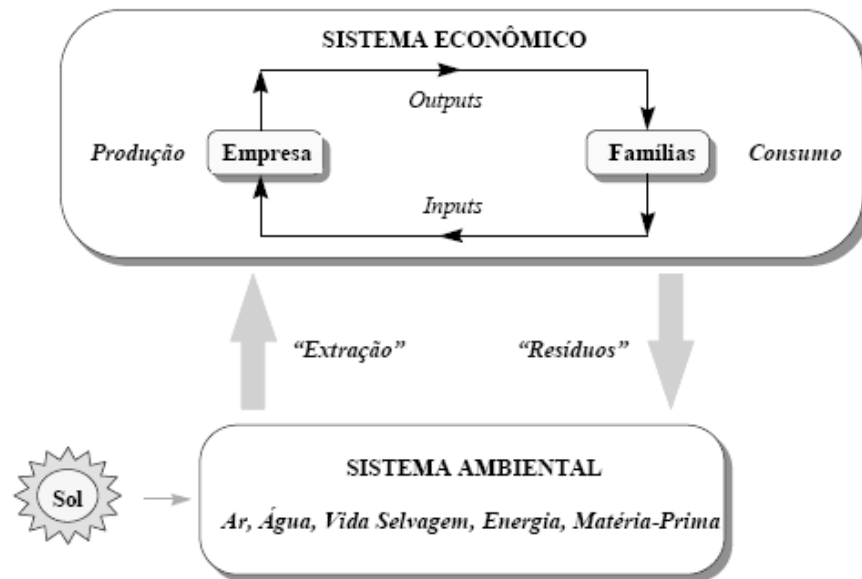 SISTEMA ECONÔMICO
Outputs
Produção
Empresa
Famílias
Consumo
Inputs
“Extração”
“Resíduos”
SISTEMA AMBIENTAL
Sol
Ar, Água, Vida Selvagem, Energia, Matéria-Prima